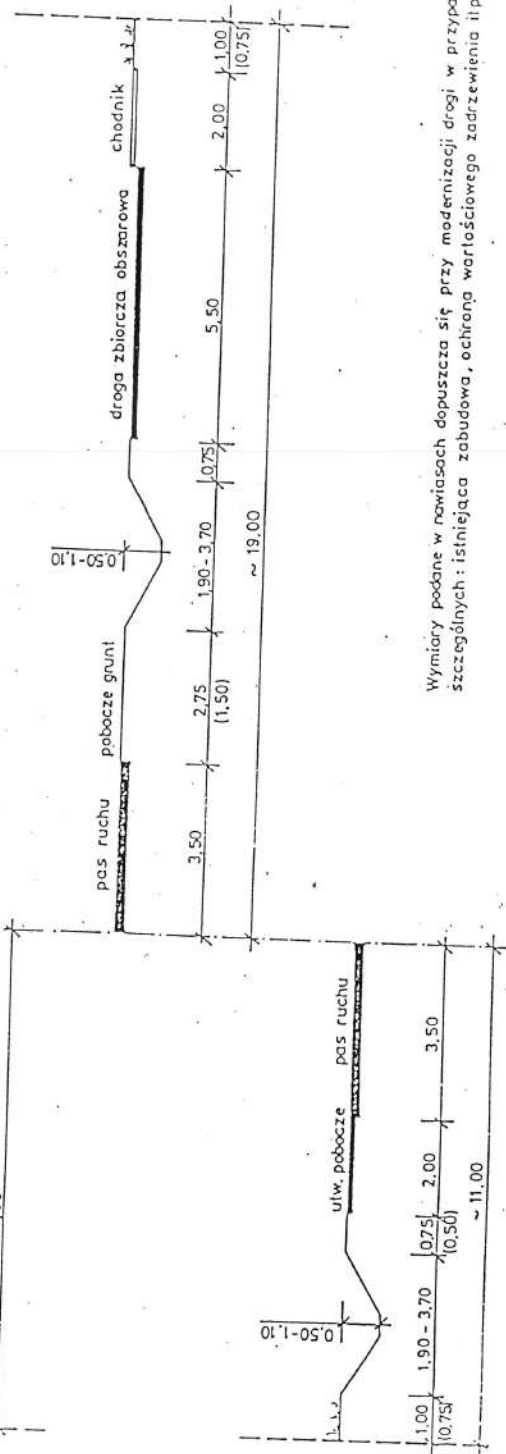 chodnik
droga zbiorcza obszarowa
pobocze grunt
pas ruchu
0,50-1,10
3,50
2,75
(1,50)
1,90-3,70
0,75
5,50
2,00
1,00
(0,75)
~ 19.00
utw. pobocze
pas ruchu
0,50-1,10
1,00
(0,75)
1,90 - 3,70
0,75
(0,50)
2,00
3,50
~ 11.00
Wymiary podane w nawiasach dopuszcza się przy modernizacji drogi w przypa
szczególnych : istniejąca zabudowa, ochrona wartościowego zadrzewienia itp